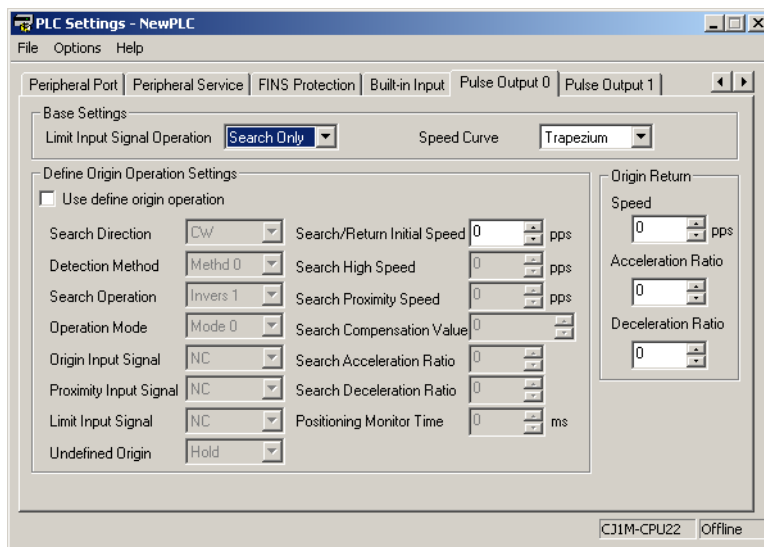 PLC Settings - NewPLC
File Options Help
Peripheral Port Peripheral Service FINS Protection Built-in Input Pulse Output 0 Pulse Output 1
Base Settings
Limit Input Signal Operation Search Only Speed Curve Trapezium
Define Origin Operation Settings
Use define origin operation
Search Direction CW Search/Return Initial Speed 0 pps
Detection Method Methd 0 Search High Speed 0 pps
Search Operation Invers 1 Search Proximity Speed 0 pps
Operation Mode Mode 0 Search Compensation Value 0
Origin Input Signal NC Search Acceleration Ratio 0
Proximity Input Signal NC Search Deceleration Ratio 0
Limit Input Signal NC Positioning Monitor Time 0 ms
Undefined Origin Hold
Origin Return
Speed
0 pps
Acceleration Ratio
0
Deceleration Ratio
0
CJ1M-CPU22 Offline